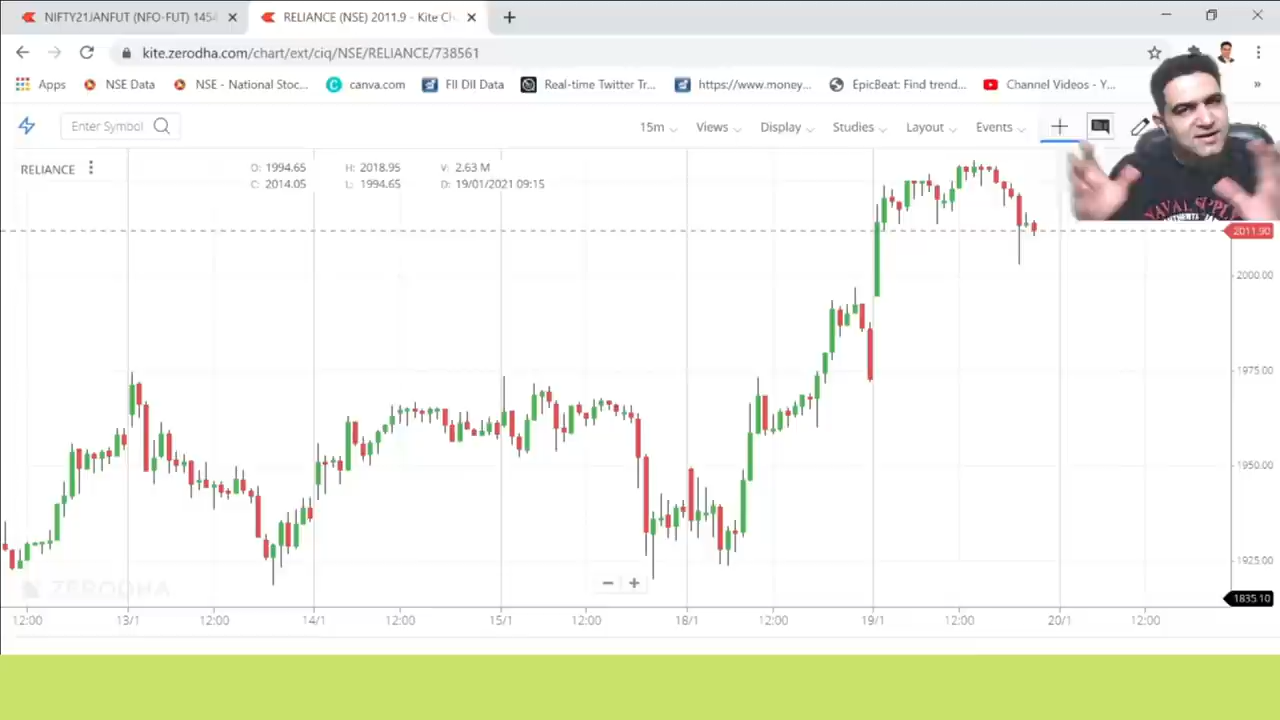 NIFTY21JANFUT (NFO-FUT) 1454
RELIANCE (NSE) 2011.9 - Kite Ch
kite.zerodha.com/chart/ext/ciq/NSE/RELIANCE/738561
Apps
NSE Data
NSE - National Stoc...
canva.com
FII DII Data
Real-time Twitter Tr...
https://www.money...
EpicBeat: Find trend...
Channel Videos - Y...
»
Enter Symbol
15m
Views
Display
Studies
Layout
Events
RELIANCE
O: 1994.65 H: 2018.95 V: 2.63 M
C: 2014.05 L: 1994.65 D: 19/01/2021 09:15
NAVAL SUPPL
2011.90
2000.00
1975.00
1950.00
1925.00
ZERODHA
1835.10
12:00 13/1 12:00 14/1 12:00 15/1 12:00 18/1 12:00 19/1 12:00 20/1 12:00